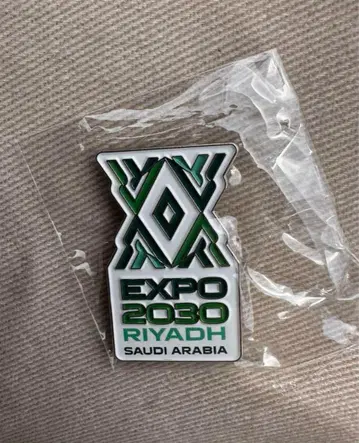 EXPO
2030
RIYADH
SAUDI ARABIA